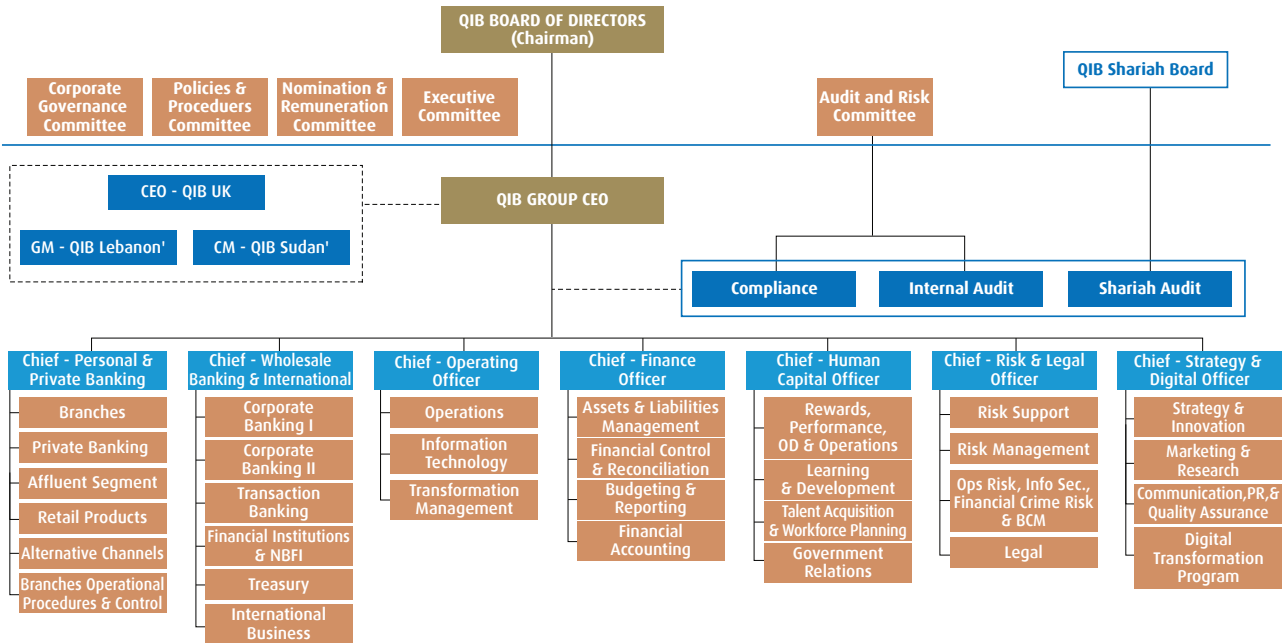 QIB BOARD OF DIRECTORS
(Chairman)
QIB Shariah Board
Corporate
Governance
Committee
Policies &
Proceduers
Committee
Nomination &
Remuneration
Committee
Executive
Committee
Audit and Risk
Committee
CEO - QIB UK
QIB GROUP CEO
GM - QIB Lebanon'
CM - QIB Sudan'
Compliance
Internal Audit
Shariah Audit
Chief - Personal &
Private Banking
Branches
Private Banking
Affluent Segment
Retail Products
Alternative Channels
Branches Operational
Procedures & Control
Chief - Wholesale
Banking & International
Corporate
Banking I
Corporate
Banking II
Transaction
Banking
Financial Institutions
& NBFI
Treasury
International
Business
Chief - Operating
Officer
Operations
Information
Technology
Transformation
Management
Chief - Finance
Officer
Assets & Liabilities
Management
Financial Control
& Reconciliation
Budgeting &
Reporting
Financial
Accounting
Chief - Human
Capital Officer
Rewards,
Performance,
OD & Operations
Learning
& Development
Talent Acquisition
& Workforce Planning
Government
Relations
Chief - Risk & Legal
Officer
Risk Support
Risk Management
Ops Risk, Info Sec.,
Financial Crime Risk
& BCM
Legal
Chief - Strategy &
Digital Officer
Strategy &
Innovation
Marketing &
Research
Communication,PR,&
Quality Assurance
Digital
Transformation
Program